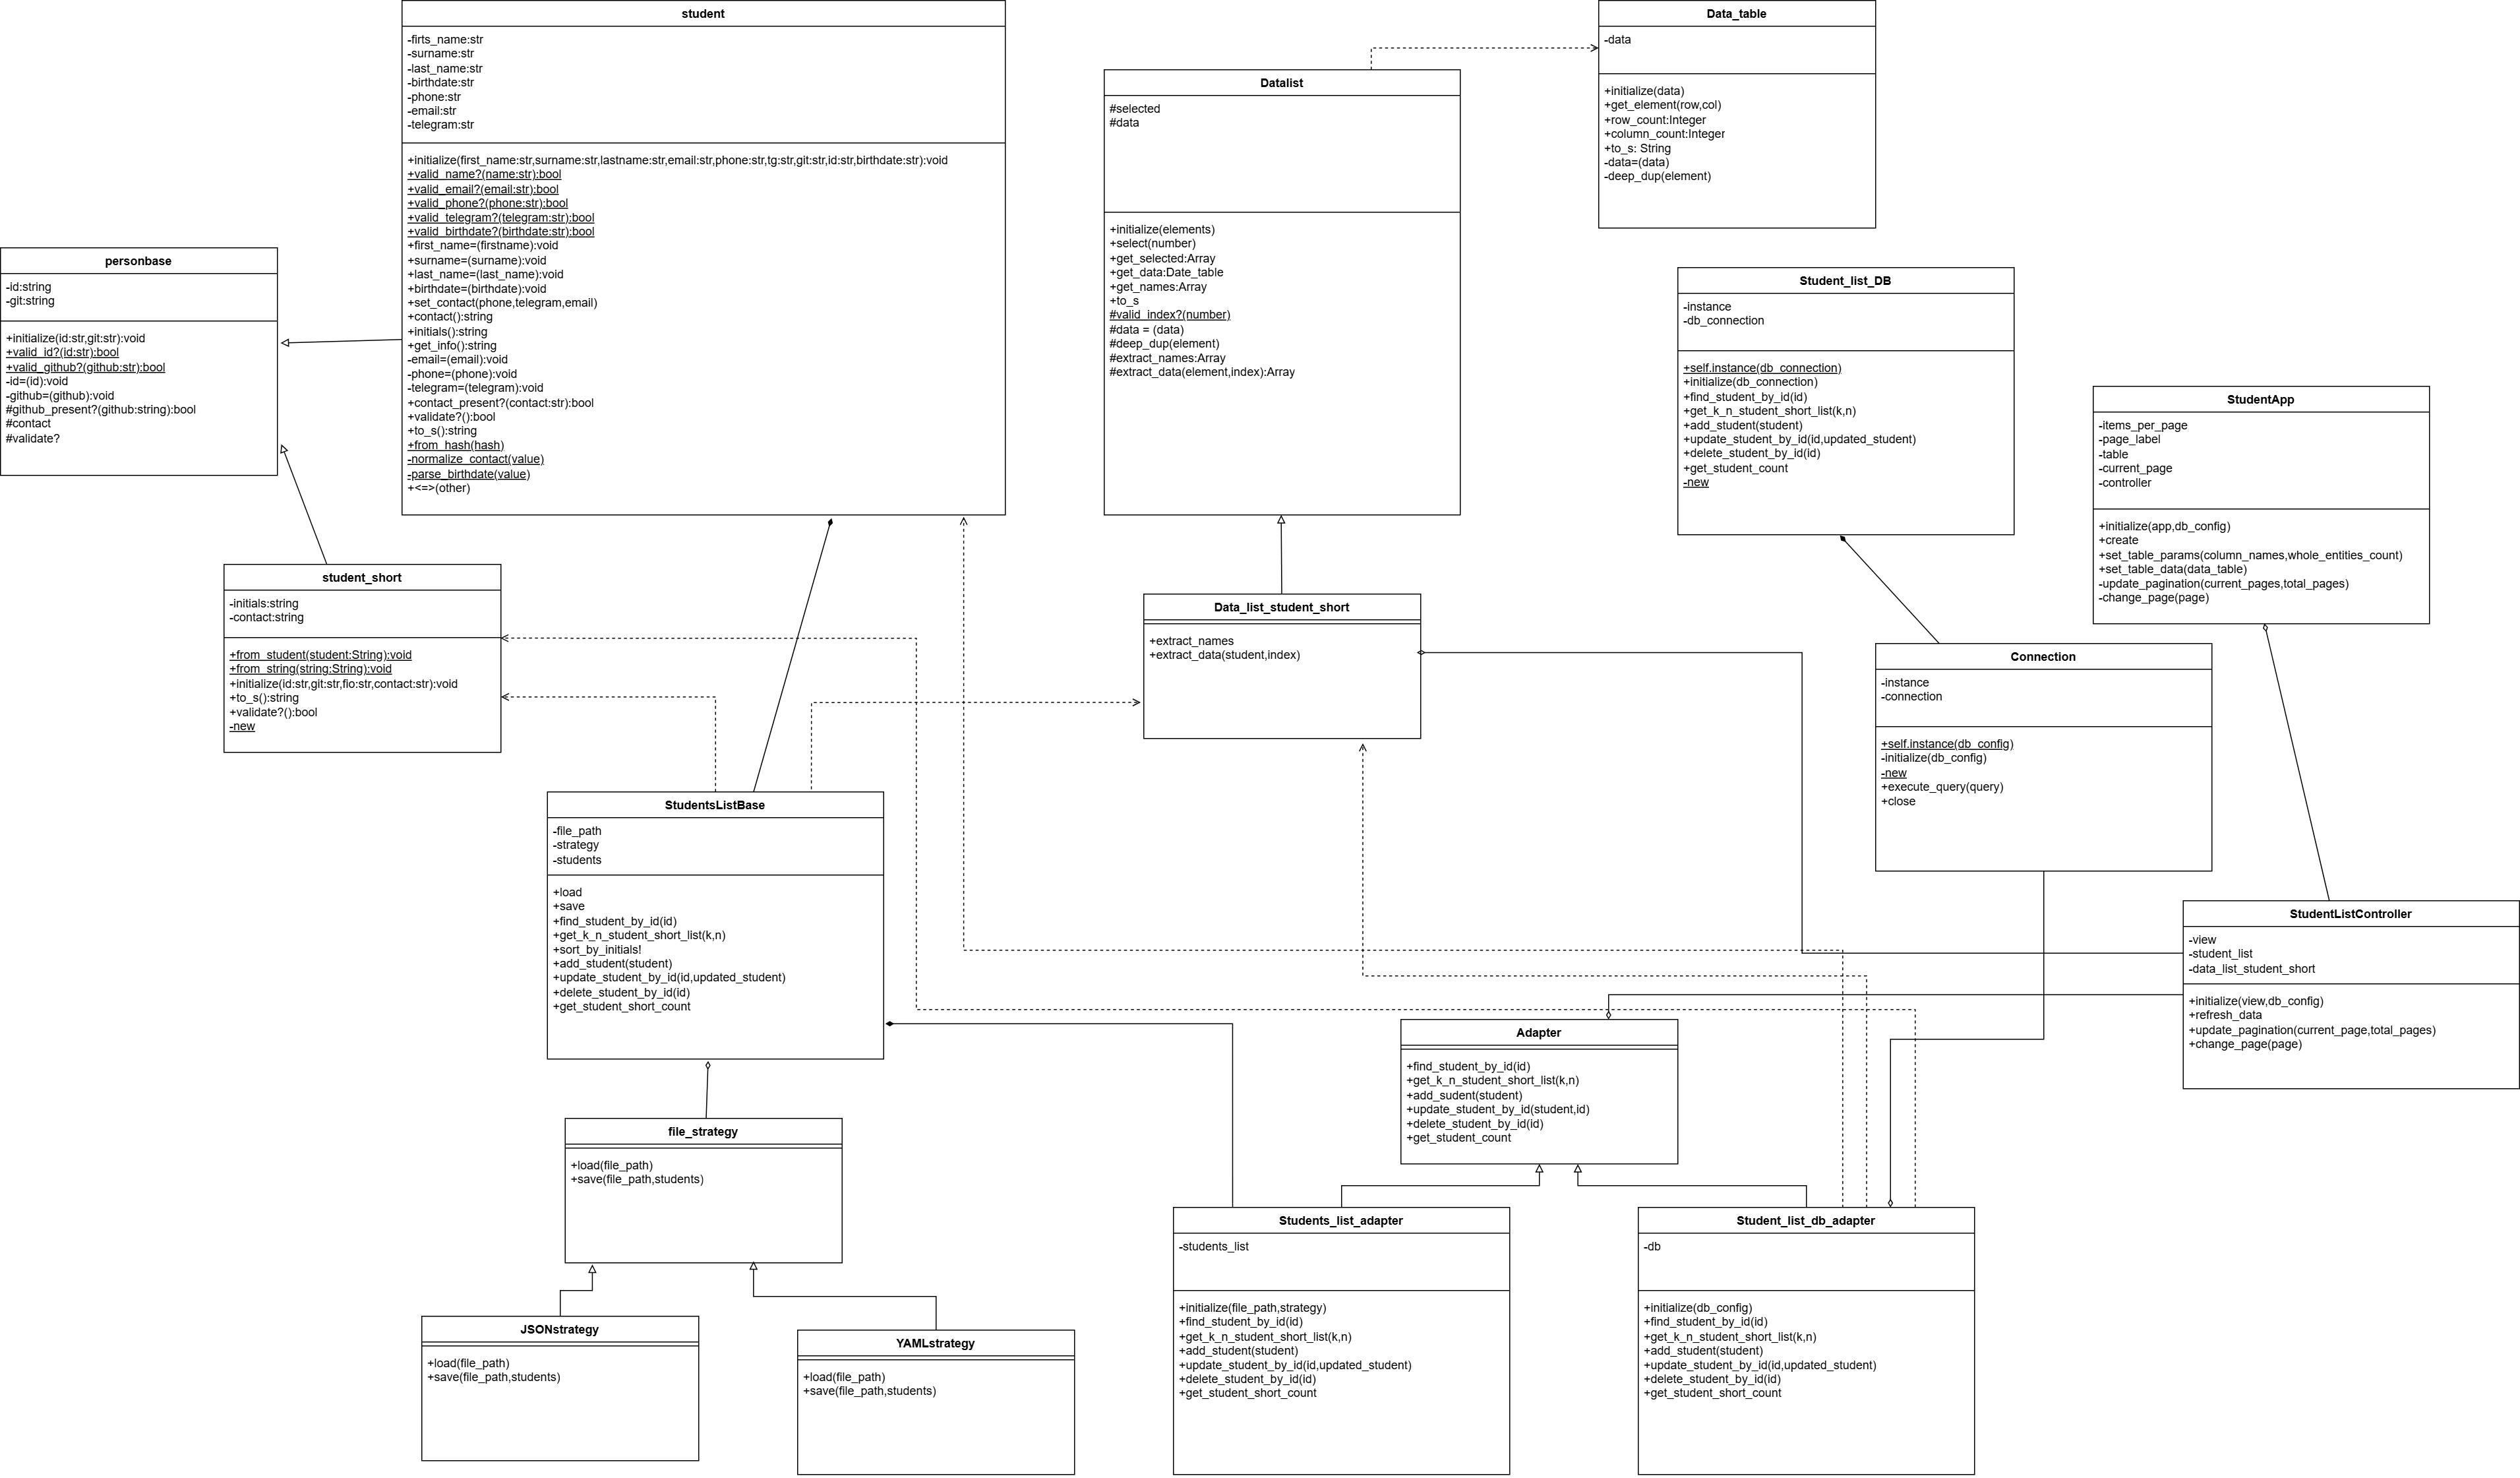 student
-firts_name:str
-surname:str
-last_name:str
-birthdate:str
-phone:str
-email:str
-telegram:str
+initialize(first_name:str,surname:str,lastname:str,email:str,phone:str,tg:str,git:str,id:str,birthdate:str):void
+valid_name?(name:str):bool
+valid_email?(email:str):bool
+valid_phone?(phone:str):bool
+valid_telegram?(telegram:str):bool
+valid_birthdate?(birthdate:str):bool
+first_name=(firstname):void
+surname=(surname):void
+last_name=(last_name):void
+birthdate=(birthdate):void
+set_contact(phone,telegram,email)
+contact():string
+initials():string
+get_info():string
-email=(email):void
-phone=(phone):void
-telegram=(telegram):void
+contact_present?(contact:str):bool
+validate?():bool
+to_s():string
+from_hash(hash)
-normalize_contact(value)
-parse_birthdate(value)
+<=>(other)
Data_table
-data
+initialize(data)
+get_element(row,col)
+row_count:Integer
+column_count:Integer
+to_s: String
-data=(data)
-deep_dup(element)
Datalist
#selected
#data
+initialize(elements)
+select(number)
+get_selected:Array
+get_data:Date_table
+get_names:Array
+to_s
#valid_index?(number)
#data = (data)
#deep_dup(element)
#extract_names:Array
#extract_data(element,index):Array
personbase
-id:string
-git:string
+initialize(id:str,git:str):void
+valid_id?(id:str):bool
+valid_github?(github:str):bool
-id=(id):void
-github=(github):void
#github_present?(github:string):bool
#contact
#validate?
Student_list_DB
-instance
-db_connection
+self.instance(db_connection)
+initialize(db_connection)
+find_student_by_id(id)
+get_k_n_student_short_list(k,n)
+add_student(student)
+update_student_by_id(id,updated_student)
+delete_student_by_id(id)
+get_student_count
-new
StudentApp
-items_per_page
-page_label
-table
-current_page
-controller
+initialize(app,db_config)
+create
+set_table_params(column_names,whole_entities_count)
+set_table_data(data_table)
-update_pagination(current_pages,total_pages)
-change_page(page)
student_short
-initials:string
-contact:string
+from_student(student:String):void
+from_string(string:String):void
+initialize(id:str,git:str,fio:str,contact:str):void
+to_s():string
+validate?():bool
-new
Data_list_student_short
+extract_names
+extract_data(student,index)
Connection
-instance
-connection
+self.instance(db_config)
-initialize(db_config)
-new
+execute_query(query)
+close
StudentsListBase
-file_path
-strategy
-students
+load
+save
+find_student_by_id(id)
+get_k_n_student_short_list(k,n)
+sort_by_initials!
+add_student(student)
+update_student_by_id(id,updated_student)
+delete_student_by_id(id)
+get_student_short_count
StudentListController
-view
-student_list
-data_list_student_short
+initialize(view,db_config)
+refresh_data
+update_pagination(current_page,total_pages)
+change_page(page)
Adapter
+find_student_by_id(id)
+get_k_n_student_short_list(k,n)
+add_sudent(student)
+update_student_by_id(student,id)
+delete_student_by_id(id)
+get_student_count
file_strategy
+load(file_path)
+save(file_path,students)
Students_list_adapter
-students_list
+initialize(file_path,strategy)
+find_student_by_id(id)
+get_k_n_student_short_list(k,n)
+add_student(student)
+update_student_by_id(id,updated_student)
+delete_student_by_id(id)
+get_student_short_count
Student_list_db_adapter
-db
+initialize(db_config)
+find_student_by_id(id)
+get_k_n_student_short_list(k,n)
+add_student(student)
+update_student_by_id(id,updated_student)
+delete_student_by_id(id)
+get_student_short_count
JSONstrategy
+load(file_path)
+save(file_path,students)
YAMLstrategy
+load(file_path)
+save(file_path,students)